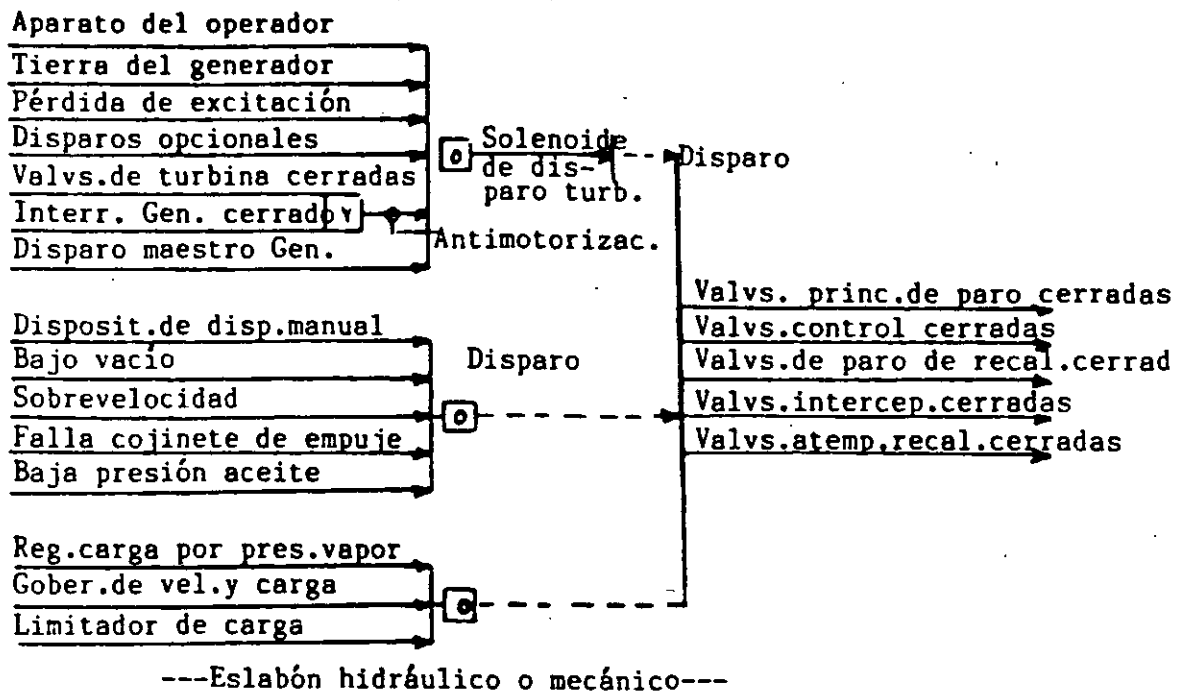 Aparato del operador
Tierra del generador
Pérdida de excitación
Disparos opcionales
Valvs.de turbina cerradas
Interr. Gen. cerrado Y
Disparo maestro Gen.
o
Solenoide
de dis-
paro turb.
Disparo
Antimotorizac.
Disposit.de disp.manual
Bajo vacío
Sobrevelocidad
Falla cojinete de empuje
Baja presión aceite
Disparo
o
Valvs. princ.de paro cerradas
Valvs.control cerradas
Valvs.de paro de recal.cerrad
Valvs.intercep.cerradas
Valvs.atemp.recal.cerradas
Reg.carga por pres.vapor
Gober.de vel.y carga
Limitador de carga
o
---Eslabón hidráulico o mecánico---